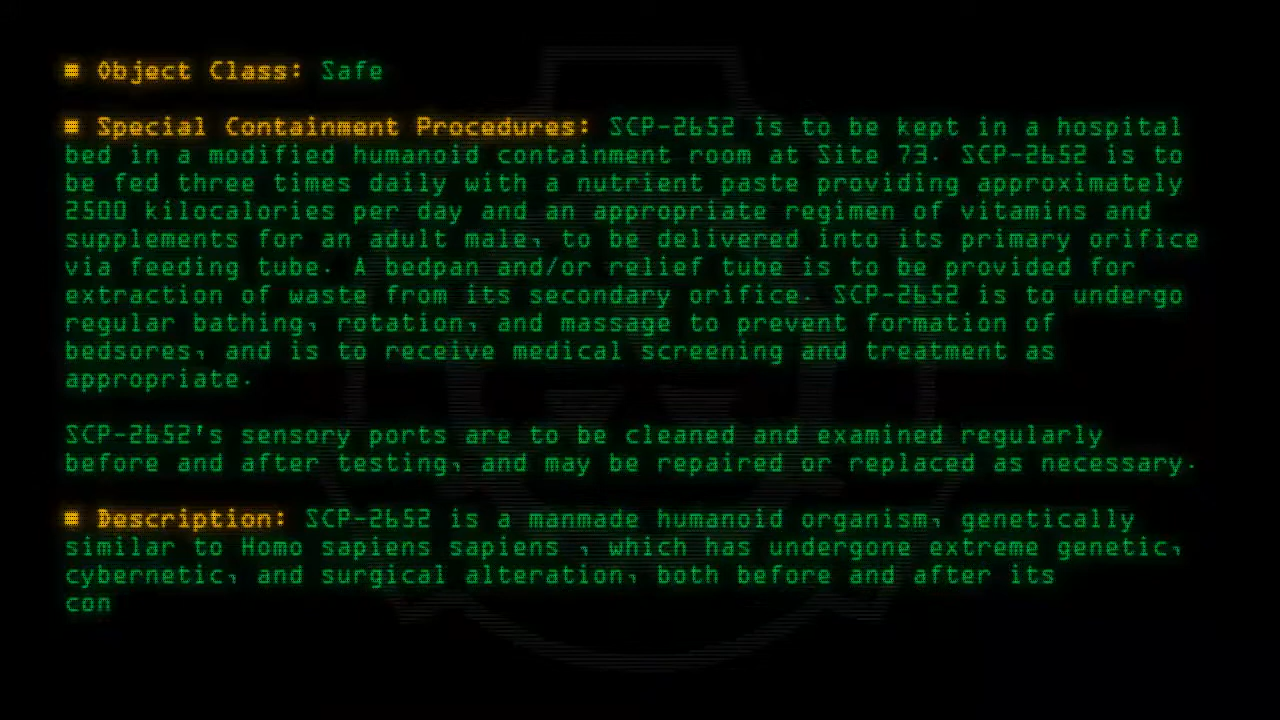 ■ Object Class: Safe
■ Special Containment Procedures: SCP-2652 is to be kept in a hospital
bed in a modified humanoid containment room at Site 73. SCP-2652 is to
be fed three times daily with a nutrient paste providing approximately
2500 kilocalories per day and an appropriate regimen of vitamins and
supplements for an adult male, to be delivered into its primary orifice
via feeding tube. A bedpan and/or relief tube is to be provided for
extraction of waste from its secondary orifice. SCP-2652 is to undergo
regular bathing, rotation, and massage to prevent formation of
bedsores, and is to receive medical screening and treatment as
appropriate.
SCP-2652's sensory ports are to be cleaned and examined regularly
before and after testing, and may be repaired or replaced as necessary.
■ Description: SCP-2652 is a manmade humanoid organism, genetically
similar to Homo sapiens sapiens , which has undergone extreme genetic,
cybernetic, and surgical alteration, both before and after its
con